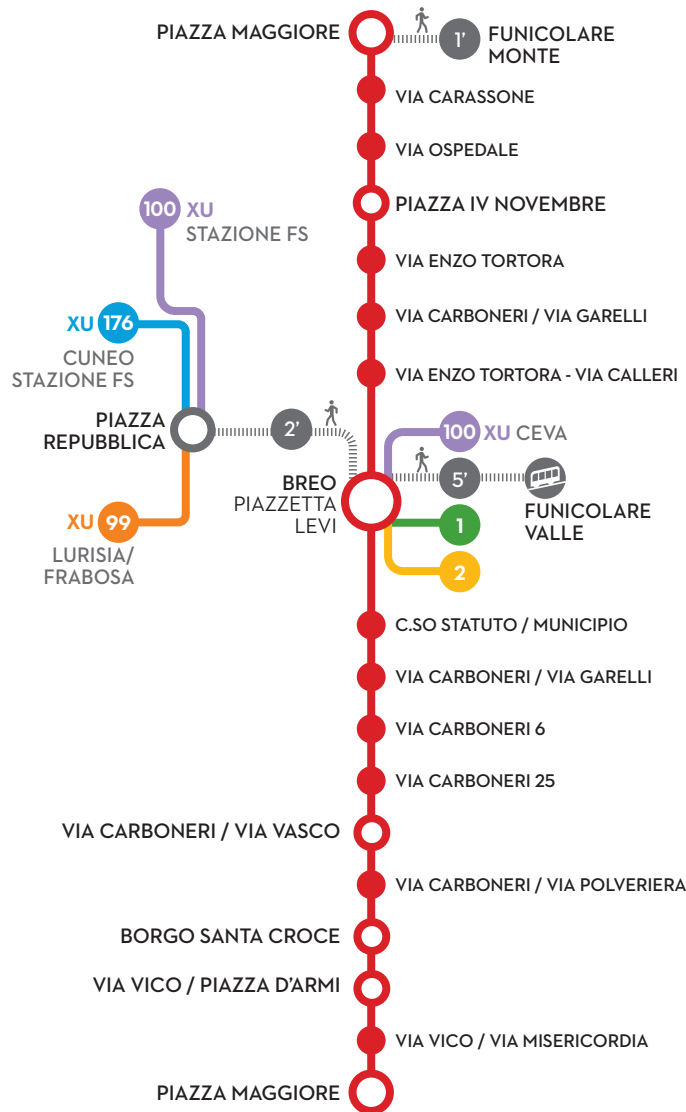 PIAZZA MAGGIORE
1’
FUNICOLARE
MONTE
VIA CARASSONE
VIA OSPEDALE
PIAZZA IV NOVEMBRE
100 XU
STAZIONE FS
VIA ENZO TORTORA
XU 176
CUNEO
STAZIONE FS
VIA CARBONERI / VIA GARELLI
VIA ENZO TORTORA - VIA CALLERI
PIAZZA
REPUBBLICA
2’
100 XU CEVA
BREO
PIAZZETTA
LEVI
5’
FUNICOLARE
VALLE
1
2
XU 99
LURISIA/
FRABOSA
C.SO STATUTO / MUNICIPIO
VIA CARBONERI / VIA GARELLI
VIA CARBONERI 6
VIA CARBONERI 25
VIA CARBONERI / VIA VASCO
VIA CARBONERI / VIA POLVERIERA
BORGO SANTA CROCE
VIA VICO / PIAZZA D’ARMI
VIA VICO / VIA MISERICORDIA
PIAZZA MAGGIORE